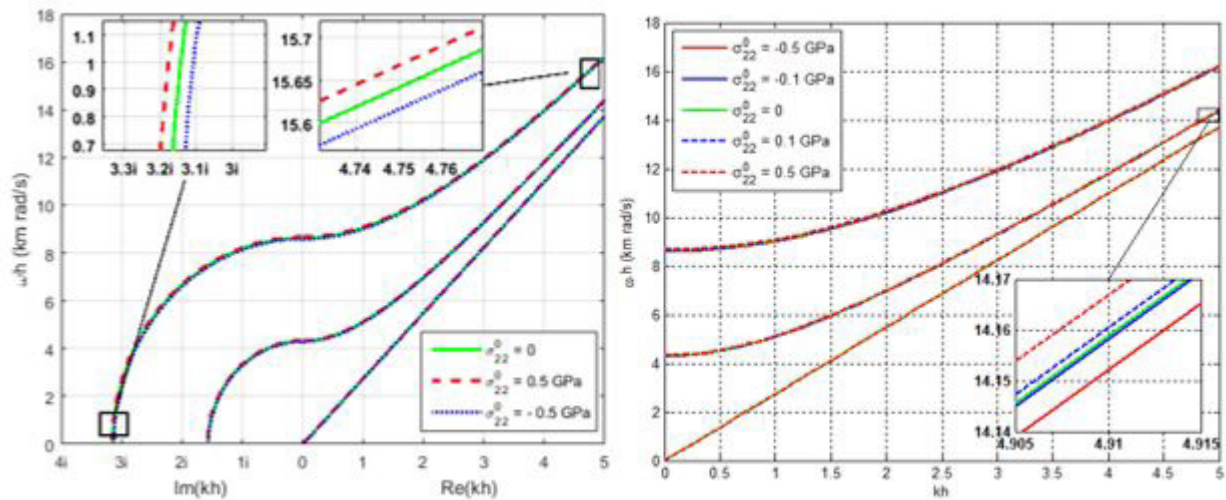 18
16
14
12
10
8
6
4
2
0
ω h (km rad/s)
1.1
1
0.9
0.8
0.7
3.3i 3.2i 3.1i 3i
15.7
15.65
15.6
4.74 4.75 4.76
σ⁰₂₂ = 0
σ⁰₂₂ = 0.5 GPa
σ⁰₂₂ = - 0.5 GPa
4i 3i 2i 1i 0 1 2 3 4 5
Im(kh) Re(kh)
18
16
14
12
10
8
6
4
2
0
ω h (km rad/s)
σ⁰₂₂ = -0.5 GPa
σ⁰₂₂ = -0.1 GPa
σ⁰₂₂ = 0
σ⁰₂₂ = 0.1 GPa
σ⁰₂₂ = 0.5 GPa
14.17
14.16
14.15
14.14
4.905 4.91 4.915
0 0.5 1 1.5 2 2.5 3 3.5 4 4.5 5
kh